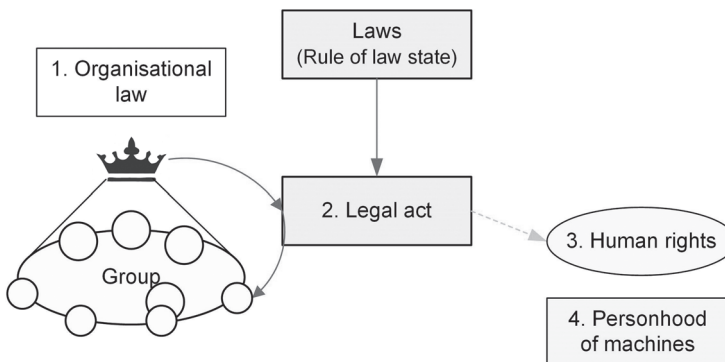 Laws
(Rule of law state)
1. Organisational
law
2. Legal act
3. Human rights
Group
4. Personhood
of machines